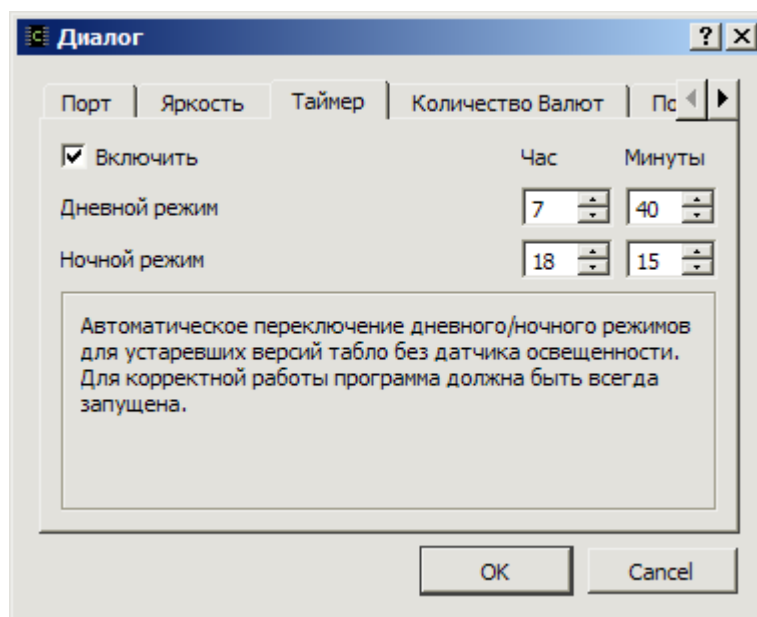 Диалог
Порт Яркость Таймер Количество Валют По
Включить Час Минуты
Дневной режим 7 40
Ночной режим 18 15
Автоматическое переключение дневного/ночного режимов
для устаревших версий табло без датчика освещенности.
Для корректной работы программа должна быть всегда
запущена.
OK Cancel